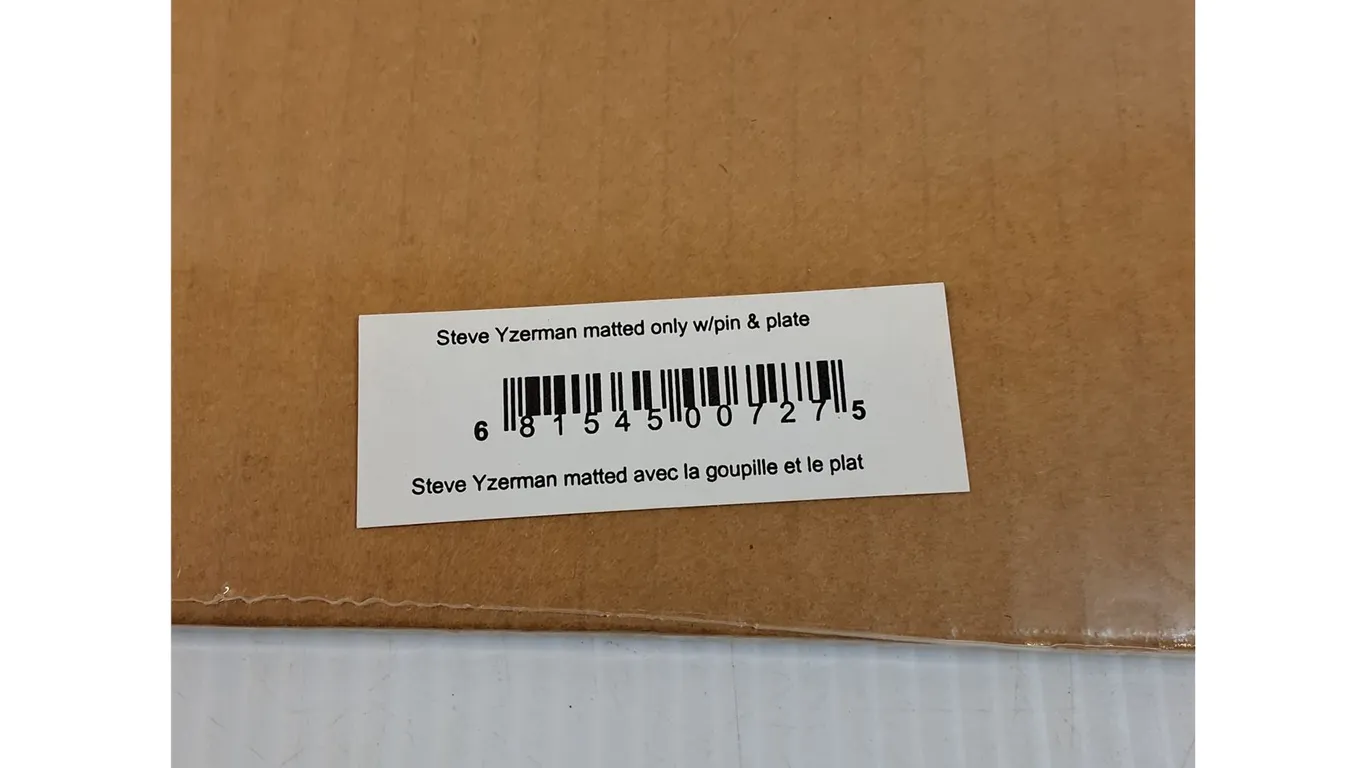 Steve Yzerman matted only w/pin & plate
6 81545 00727 5
Steve Yzerman matted avec la goupille et le plat